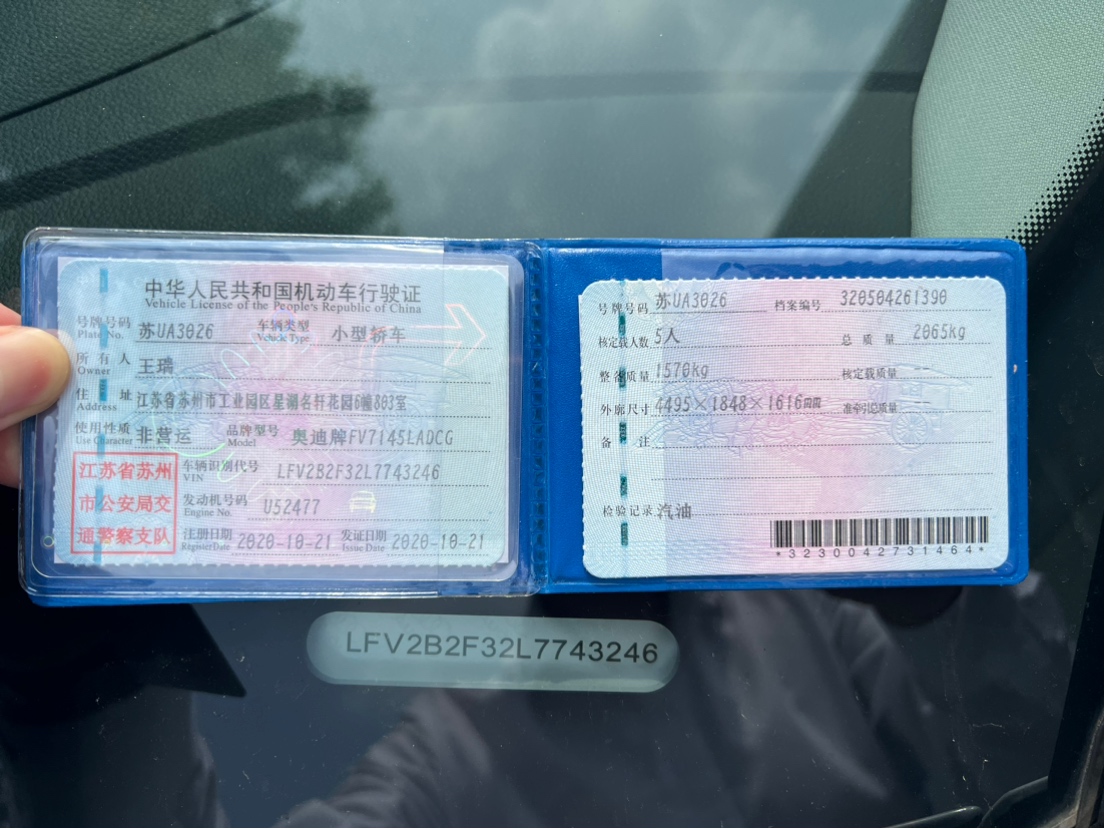 中华人民共和国机动车行驶证
Vehicle License of the People's Republic of China
号牌号码 苏UA3026 车辆类型 小型轿车
Plate No. Vehicle Type
所有人 王瑞
Owner
住址 江苏省苏州市工业园区星湖名轩花园6幢803室
Address
使用性质 非营运 品牌型号 奥迪牌FV7145LADCG
Use Character Model
江苏省苏州
市公安局交
通警察支队
车辆识别代号 LFV2B2F32L7743246
VIN
发动机号码 U52477
Engine No.
注册日期 2020-10-21 发证日期 2020-10-21
Register Date Issue Date
号牌号码 苏UA3026 档案编号 320504261390
核定载人数 5人 总质量 2065kg
整备质量 1570kg 核定载质量 --
外廓尺寸 4495×1848×1616mm 准牵引总质量 --
备注
检验记录 汽油
*3230042731464*
LFV2B2F32L7743246